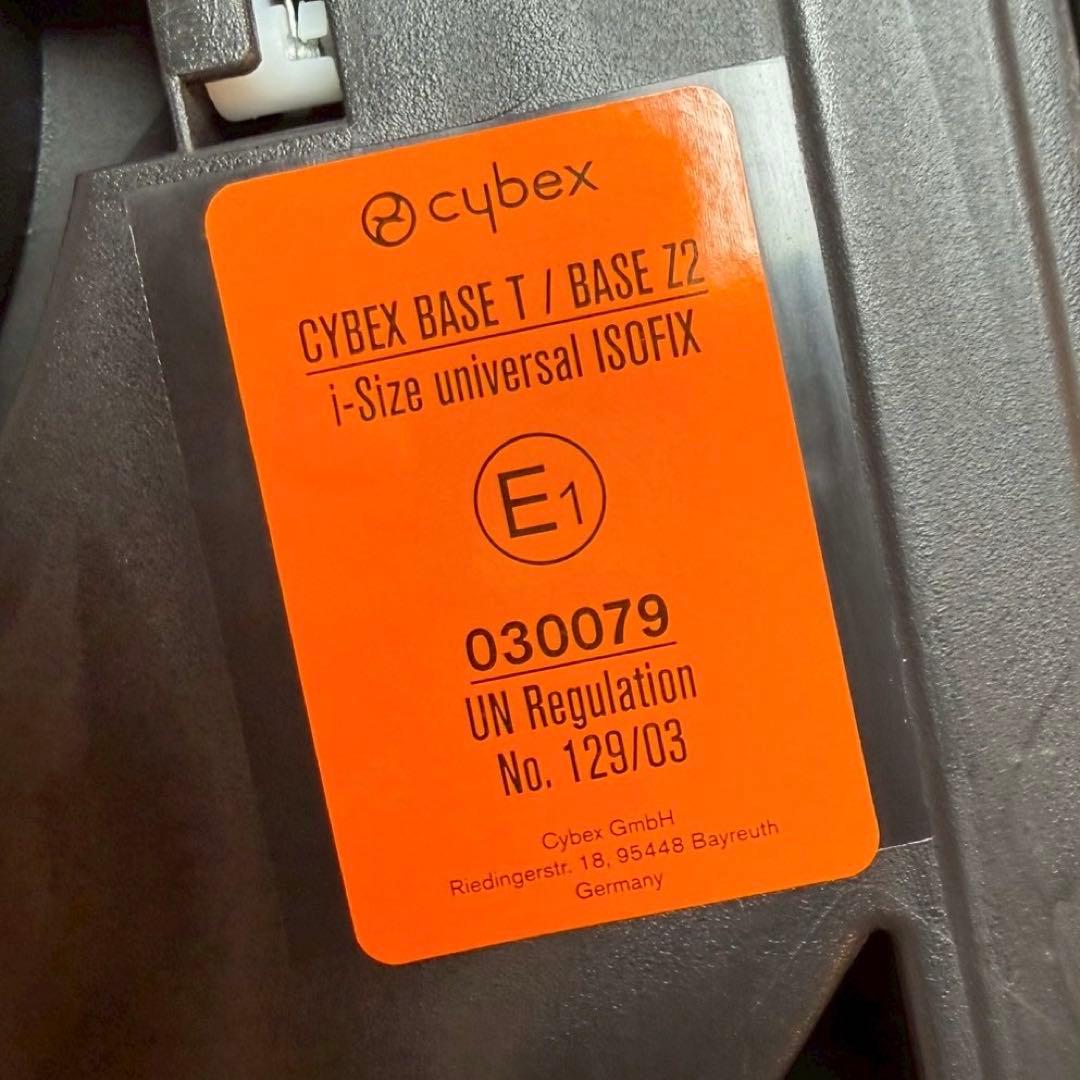 cybex
CYBEX BASE T / BASE Z2
i-Size universal ISOFIX
E1
030079
UN Regulation
No. 129/03
Cybex GmbH
Riedingerstr. 18, 95448 Bayreuth
Germany